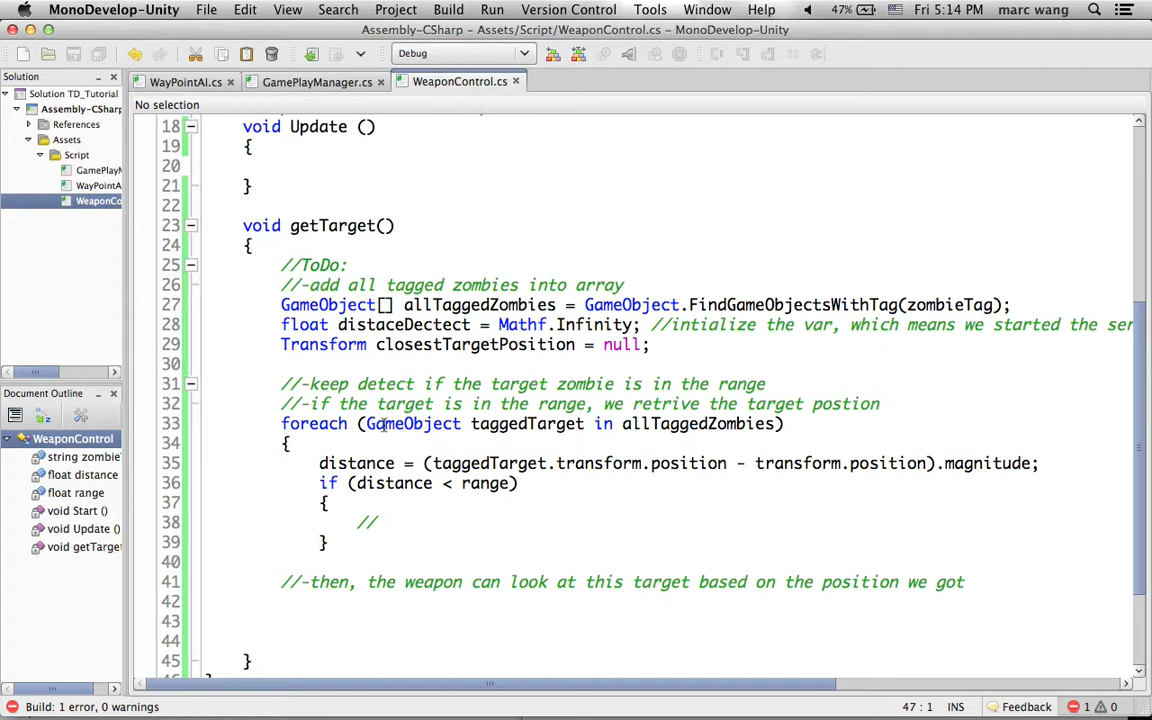 MonoDevelop-Unity File Edit View Search Project Build Run Version Control Tools Window Help 47% Fri 5:14 PM marc wang
Assembly-CSharp - Assets/Script/WeaponControl.cs - MonoDevelop-Unity
Debug
Solution
WayPointAI.cs GamePlayManager.cs WeaponControl.cs
Solution TD_Tutorial
No selection
Assembly-CSharp
References
Assets
Script
GamePlayM
WayPointA
WeaponCo
Document Outline
WeaponControl
string zombie
float distance
float range
void Start ()
void Update ()
void getTarge
18 void Update ()
19 {
20
21 }
22
23 void getTarget()
24 {
25 //ToDo:
26 //-add all tagged zombies into array
27 GameObject[] allTaggedZombies = GameObject.FindGameObjectsWithTag(zombieTag);
28 float distaceDectect = Mathf.Infinity; //intialize the var, which means we started the ser
29 Transform closestTargetPosition = null;
30
31 //-keep detect if the target zombie is in the range
32 //-if the target is in the range, we retrive the target postion
33 foreach (GameObject taggedTarget in allTaggedZombies)
34 {
35 distance = (taggedTarget.transform.position - transform.position).magnitude;
36 if (distance < range)
37 {
38 //
39 }
40
41 //-then, the weapon can look at this target based on the position we got
42
43
44
45 }
Build: 1 error, 0 warnings 47 : 1 INS Feedback 1 0